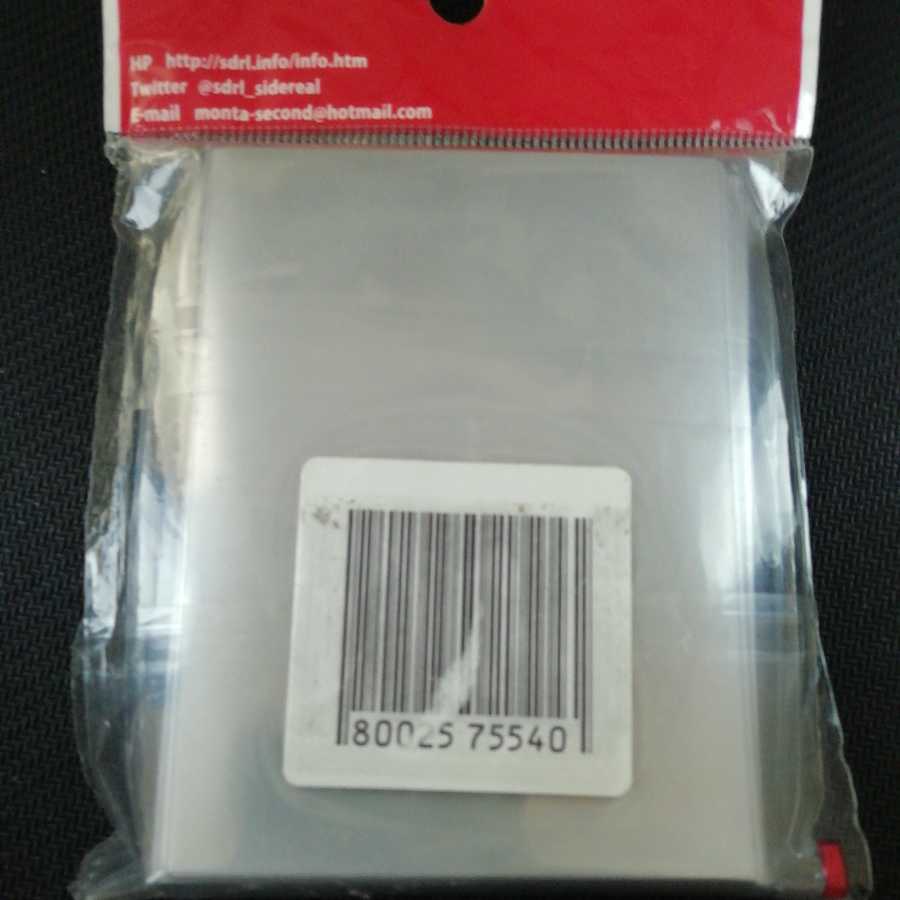 HP http://sdrl.info/info.htm
Twitter @sdrl_sidereal
E-mail monta-second@hotmail.com
80025 75540